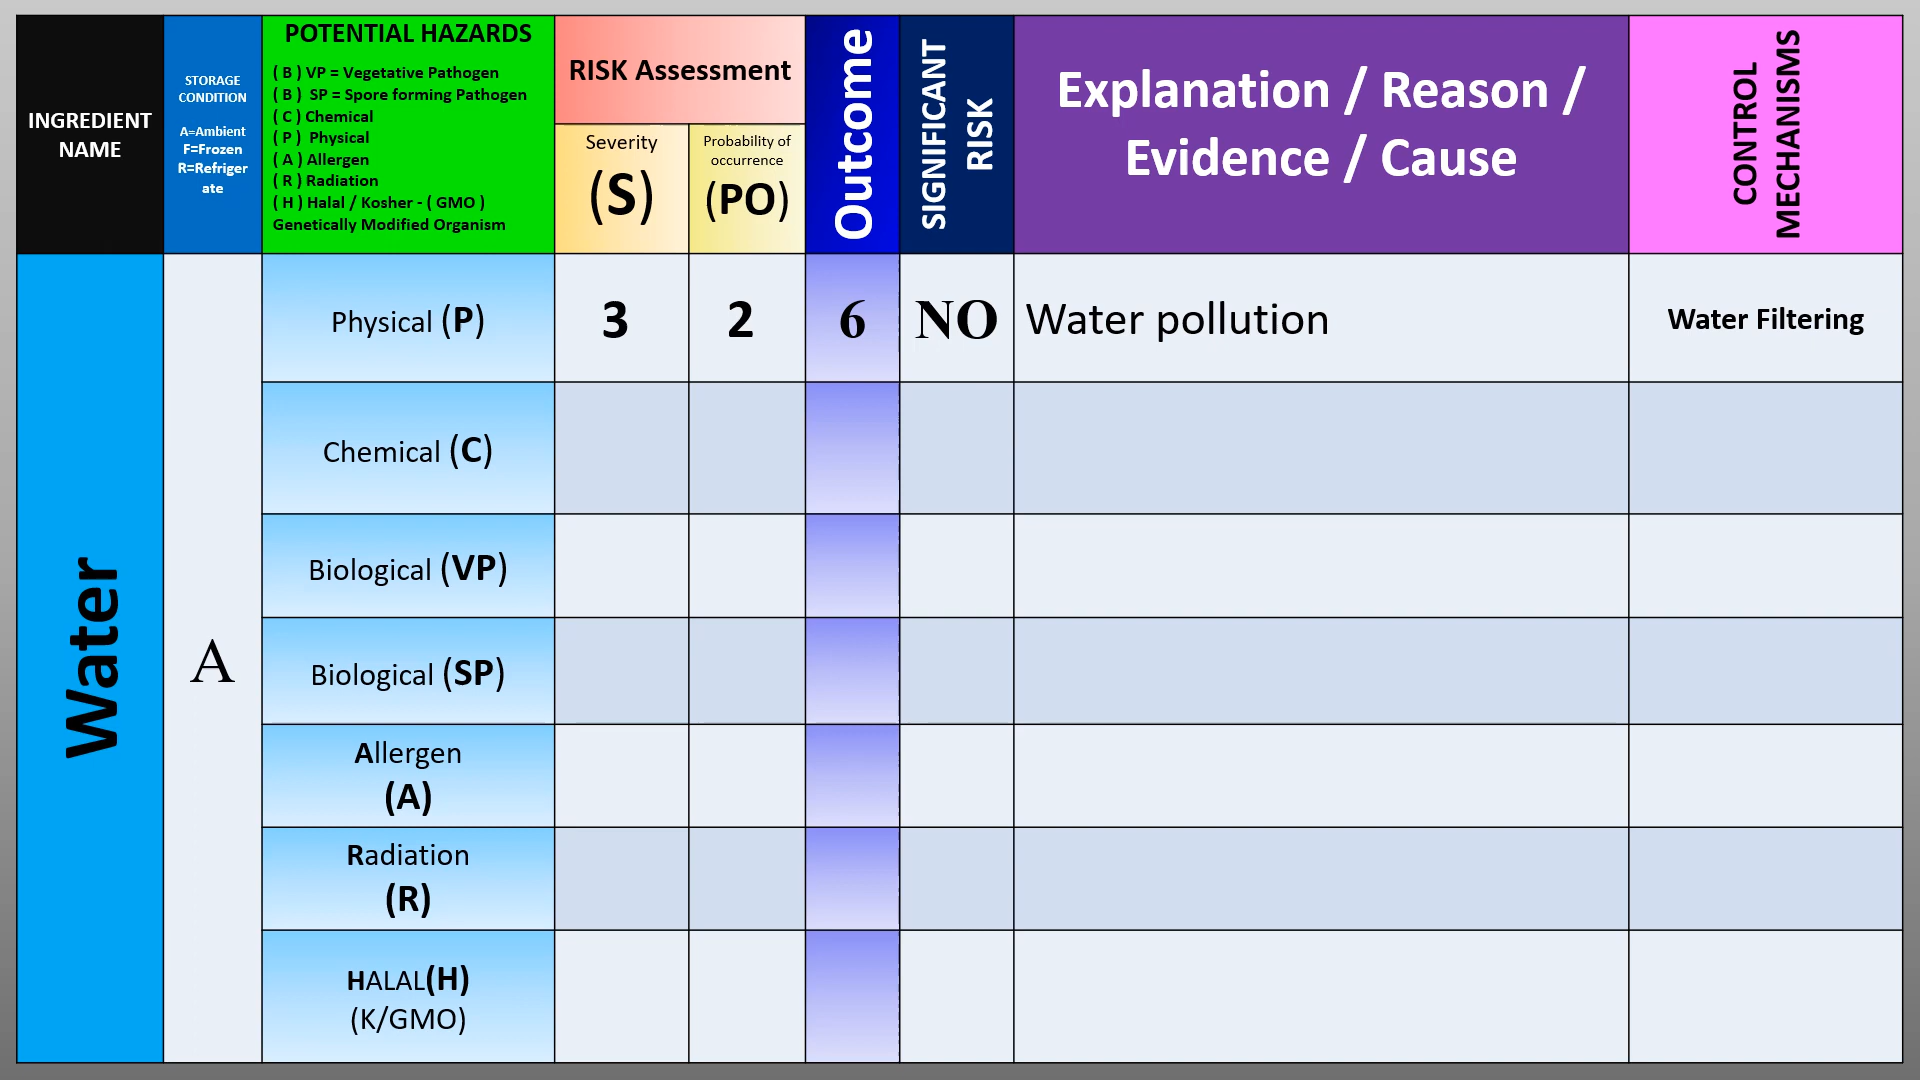 INGREDIENT
NAME
STORAGE
CONDITION
A=Ambient
F=Frozen
R=Refriger
ate
POTENTIAL HAZARDS
( B ) VP = Vegetative Pathogen
( B )  SP = Spore forming Pathogen
( C ) Chemical
( P )  Physical
( A ) Allergen
( R ) Radiation
( H ) Halal / Kosher - ( GMO )
Genetically Modified Organism
RISK Assessment
Severity
(S)
Probability of
occurrence
(PO)
Outcome
SIGNIFICANT
RISK
Explanation / Reason /
Evidence / Cause
CONTROL
MECHANISMS
Water
A
Physical (P)
3
2
6
NO
Water pollution
Water Filtering
Chemical (C)
Biological (VP)
Biological (SP)
Allergen
(A)
Radiation
(R)
HALAL(H)
(K/GMO)